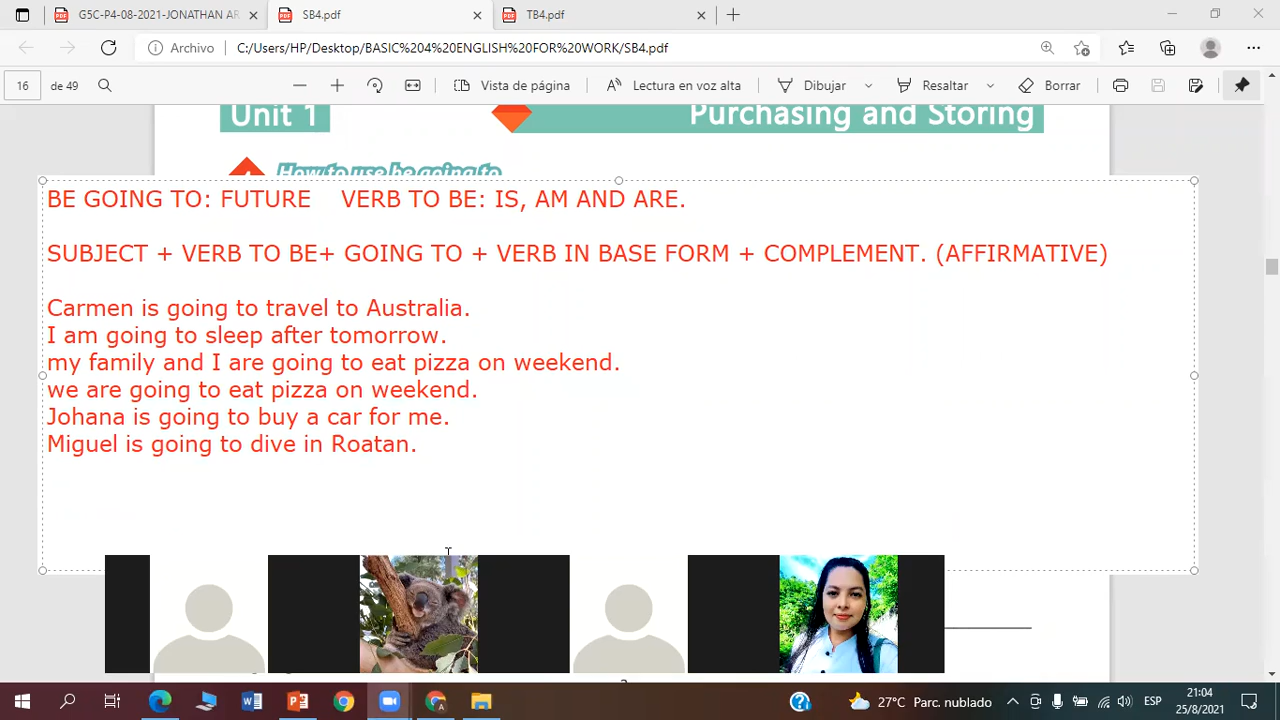 G5C-P4-08-2021-JONATHAN AR
SB4.pdf
TB4.pdf
Archivo
C:/Users/HP/Desktop/BASIC%204%20ENGLISH%20FOR%20WORK/SB4.pdf
16 de 49
Vista de página
Lectura en voz alta
Dibujar
Resaltar
Borrar
Unit 1
Purchasing and Storing
How to use be going to
BE GOING TO: FUTURE VERB TO BE: IS, AM AND ARE.
SUBJECT + VERB TO BE+ GOING TO + VERB IN BASE FORM + COMPLEMENT. (AFFIRMATIVE)
Carmen is going to travel to Australia.
I am going to sleep after tomorrow.
my family and I are going to eat pizza on weekend.
we are going to eat pizza on weekend.
Johana is going to buy a car for me.
Miguel is going to dive in Roatan.
27°C Parc. nublado
ESP
21:04
25/8/2021